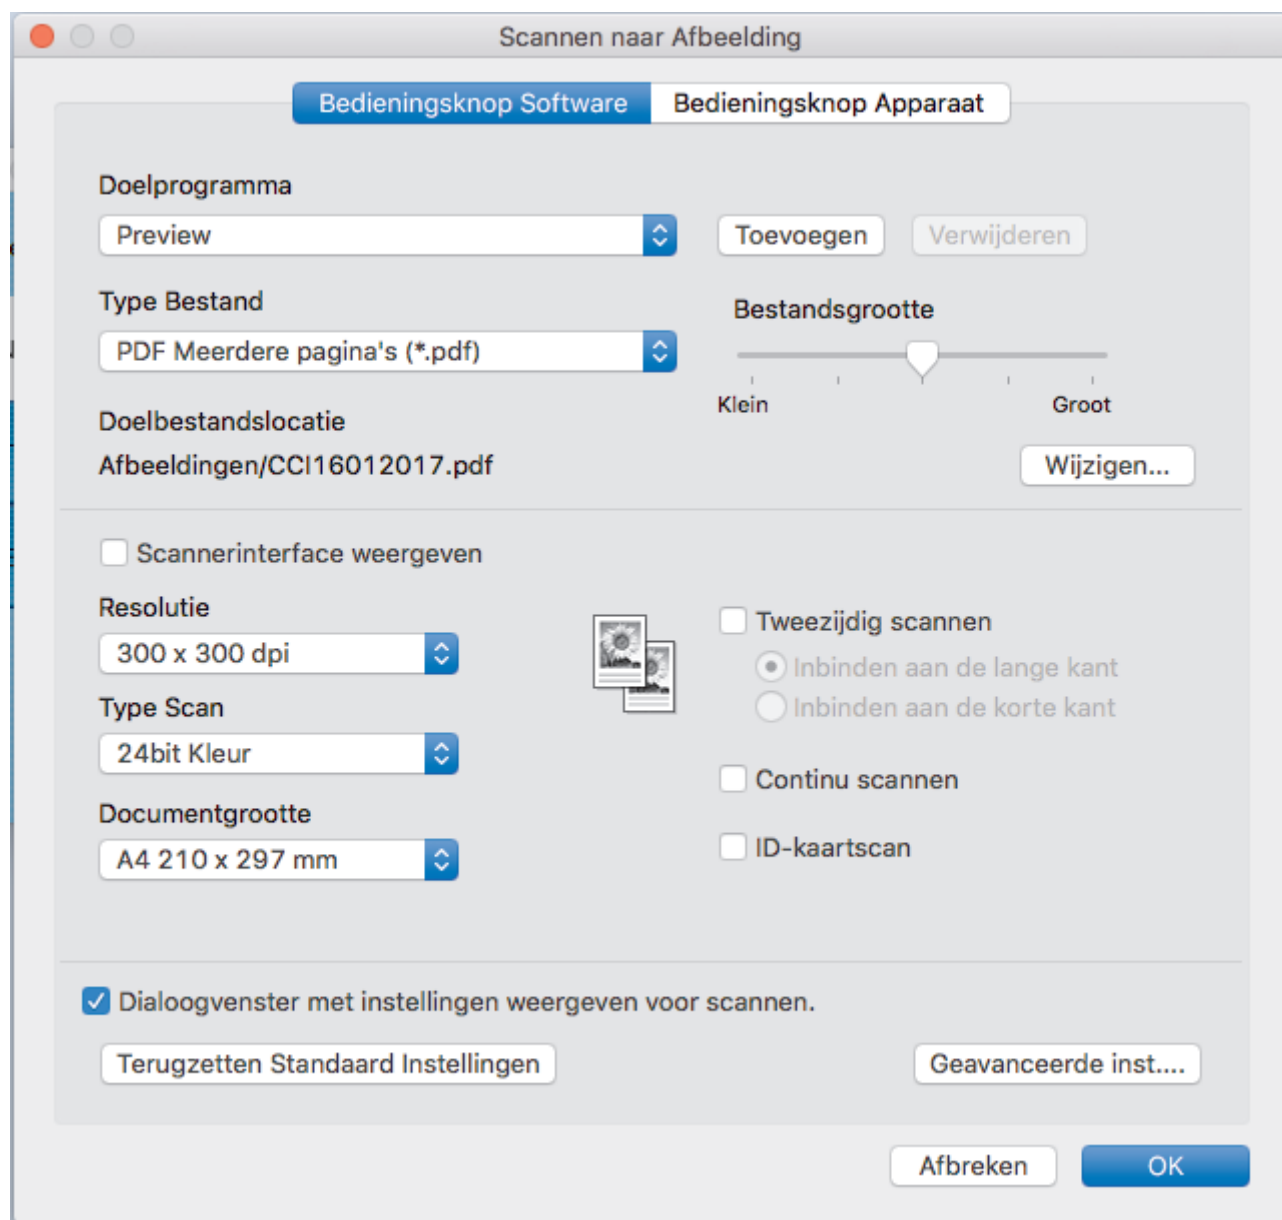 Scannen naar Afbeelding
Bedieningsknop Software
Bedieningsknop Apparaat
Doelprogramma
Preview
Toevoegen
Verwijderen
Type Bestand
Bestandsgrootte
PDF Meerdere pagina's (*.pdf)
Klein
Groot
Doelbestandslocatie
Afbeeldingen/CCI16012017.pdf
Wijzigen...
Scannerinterface weergeven
Resolutie
300 x 300 dpi
Tweezijdig scannen
Inbinden aan de lange kant
Inbinden aan de korte kant
Type Scan
24bit Kleur
Continu scannen
Documentgrootte
A4 210 x 297 mm
ID-kaartscan
Dialoogvenster met instellingen weergeven voor scannen.
Terugzetten Standaard Instellingen
Geavanceerde inst....
Afbreken
OK